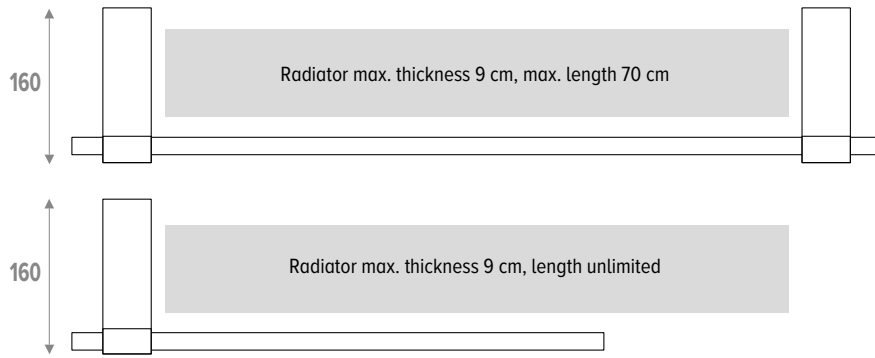 160
Radiator max. thickness 9 cm, max. length 70 cm
160
Radiator max. thickness 9 cm, length unlimited